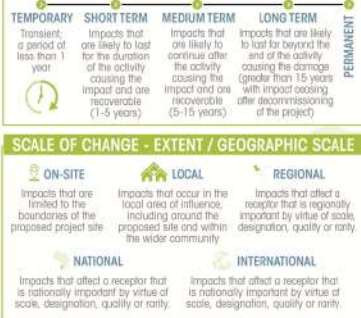 TEMPORARY
Transient;
a period of
less than 1
year
SHORT TERM
Impacts that
are likely to last
for the duration
of the activity
causing the
impact and are
recoverable
(1-5 years)
MEDIUM TERM
Impacts that
are likely to
continue after
the activity
causing the
impact and are
recoverable
(5-15 years)
LONG TERM
Impacts that are likely
to last far beyond the
end of the activity
causing the damage
(greater than 15 years
with impact ceasing
after decommissioning
of the project)
PERMANENT
SCALE OF CHANGE - EXTENT / GEOGRAPHIC SCALE
ON-SITE
Impacts that are
limited to the
boundaries of the
proposed project site
LOCAL
Impacts that occur in the
local area of influence,
including around the
proposed site and within
the wider community
REGIONAL
Impacts that affect a
receptor that is regionally
important by virtue of scale,
designation, quality or rarity.
NATIONAL
Impacts that affect a receptor that
is nationally important by virtue of
scale, designation, quality or rarity.
INTERNATIONAL
Impacts that affect a receptor that
is nationally important by virtue of
scale, designation, quality or rarity.